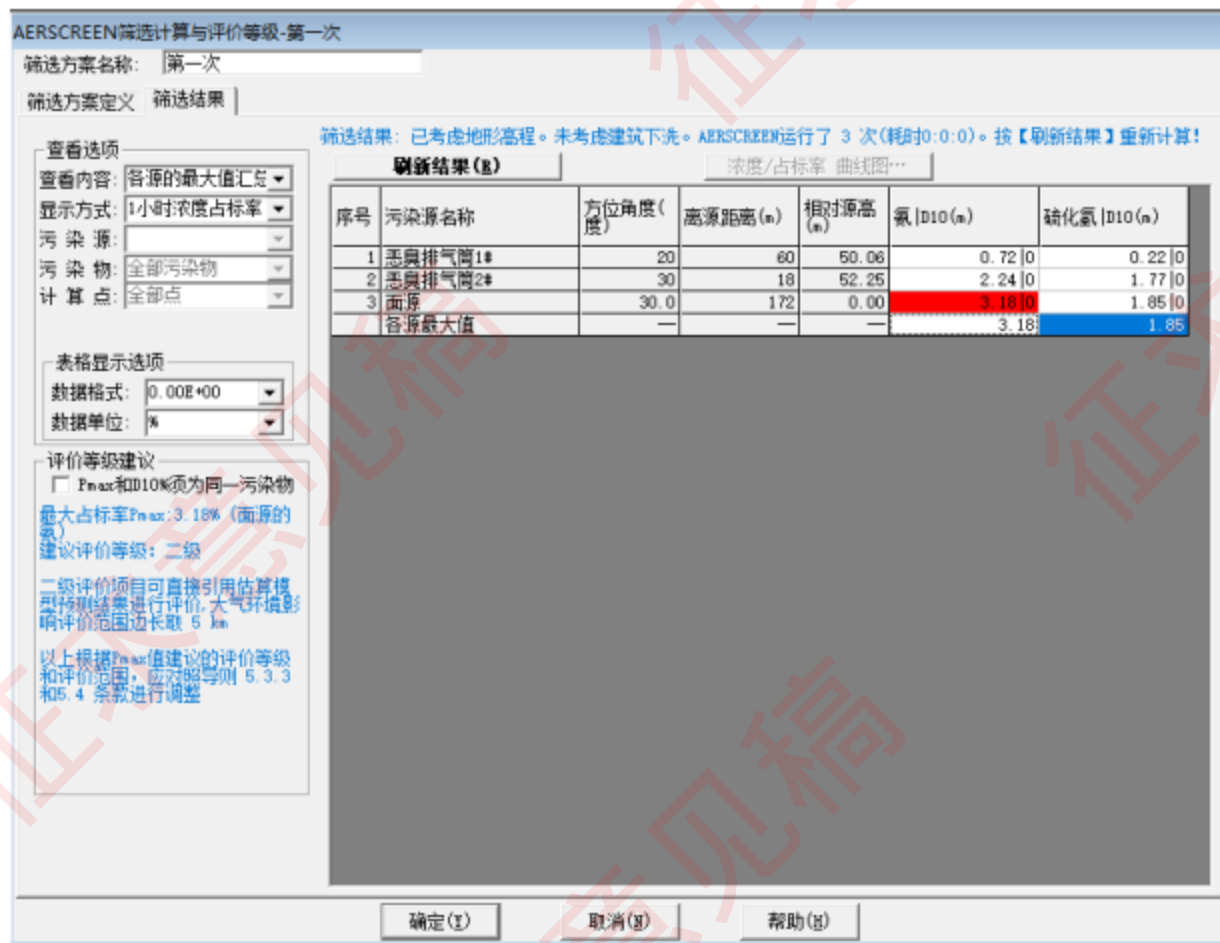 AERSCREEN筛选计算与评价等级-第一次
筛选方案名称: 第一次
筛选方案定义 筛选结果
筛选结果: 已考虑地形高程。未考虑建筑下洗。AERSCREEN运行了 3 次(耗时0:0:0)。按【刷新结果】重新计算!
刷新结果(R) 浓度/占标率 曲线图…
查看选项
查看内容: 各源的最大值汇总
显示方式: 1小时浓度占标率
污 染 源:
污 染 物: 全部污染物
计 算 点: 全部点
表格显示选项
数据格式: 0.00E+00
数据单位: %
评价等级建议
Pmax和D10%须为同一污染物
最大占标率Pmax:3.18% (面源的
氨)
建议评价等级: 二级
二级评价项目可直接引用估算模
型预测结果进行评价,大气环境影
响评价范围边长取 5 km
以上根据Pmax值建议的评价等级
和评价范围, 应对照导则 5.3.3
和5.4 条款进行调整
序号 污染源名称 方位角度(度) 离源距离(m) 相对源高(m) 氨|D10(m) 硫化氢|D10(m)
1 恶臭排气筒1# 20 60 50.06 0.72|0 0.22|0
2 恶臭排气筒2# 30 18 52.25 2.24|0 1.77|0
3 面源 30.0 172 0.00 3.18|0 1.85|0
各源最大值 — — — 3.18 1.85
确定(Y) 取消(N) 帮助(H)
征求意见稿